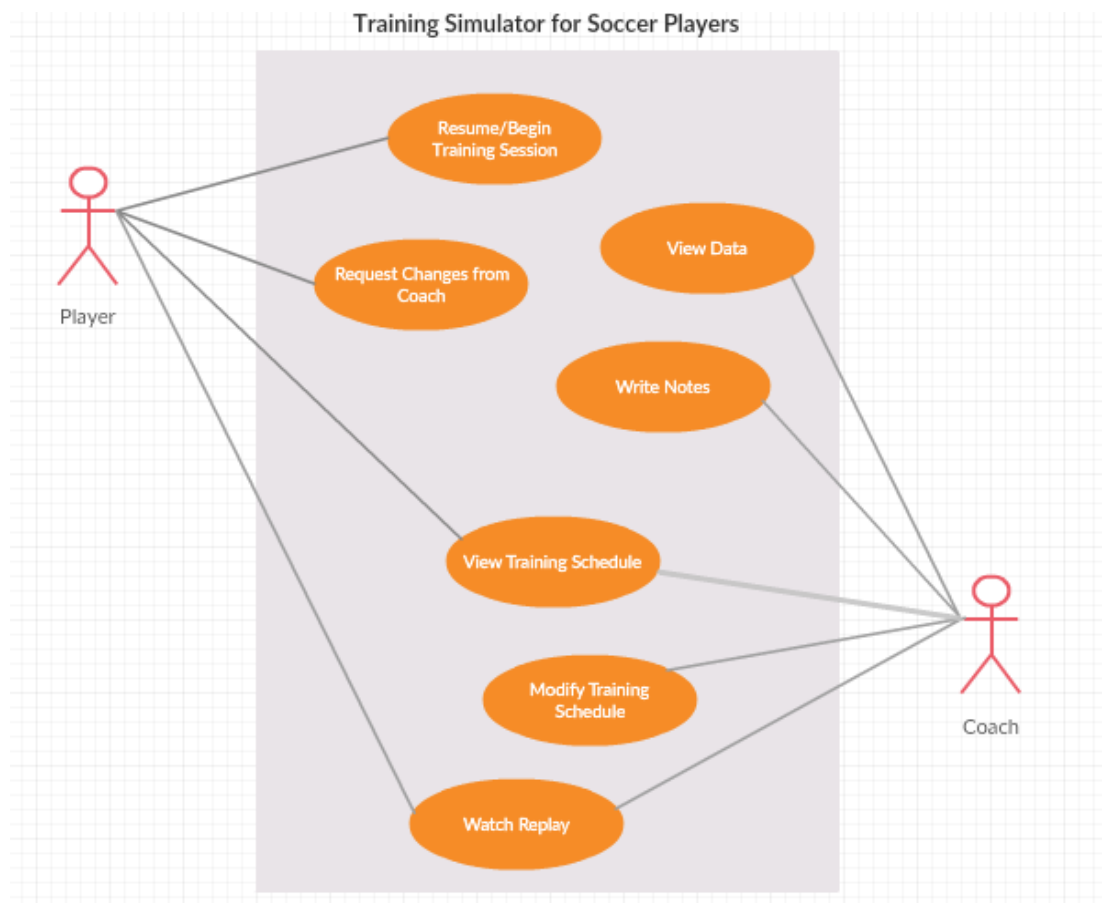 Training Simulator for Soccer Players
Resume/Begin
Training Session
View Data
Request Changes from
Coach
Player
Write Notes
View Training Schedule
Modify Training
Schedule
Coach
Watch Replay